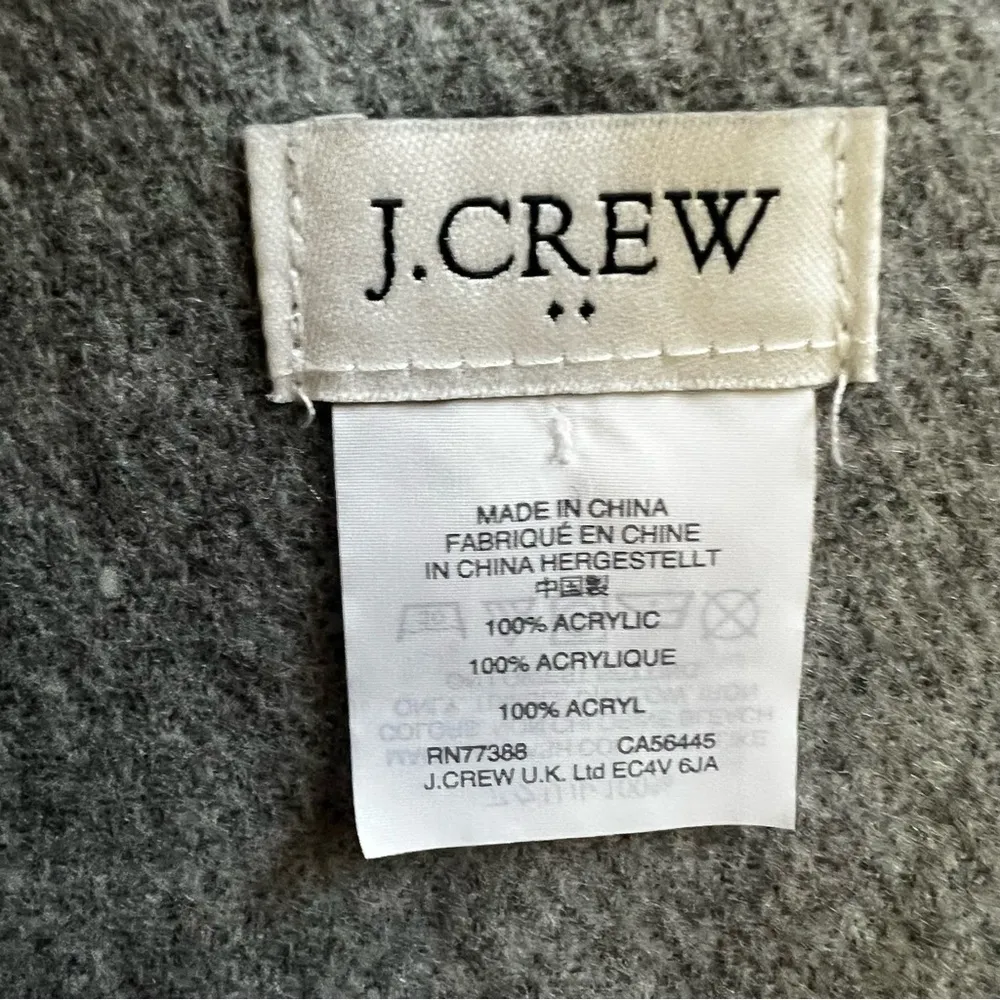 J.CREW
MADE IN CHINA
FABRIQUÉ EN CHINE
IN CHINA HERGESTELLT
中国製
100% ACRYLIC
100% ACRYLIQUE
100% ACRYL
RN77388 CA56445
J.CREW U.K. Ltd EC4V 6JA